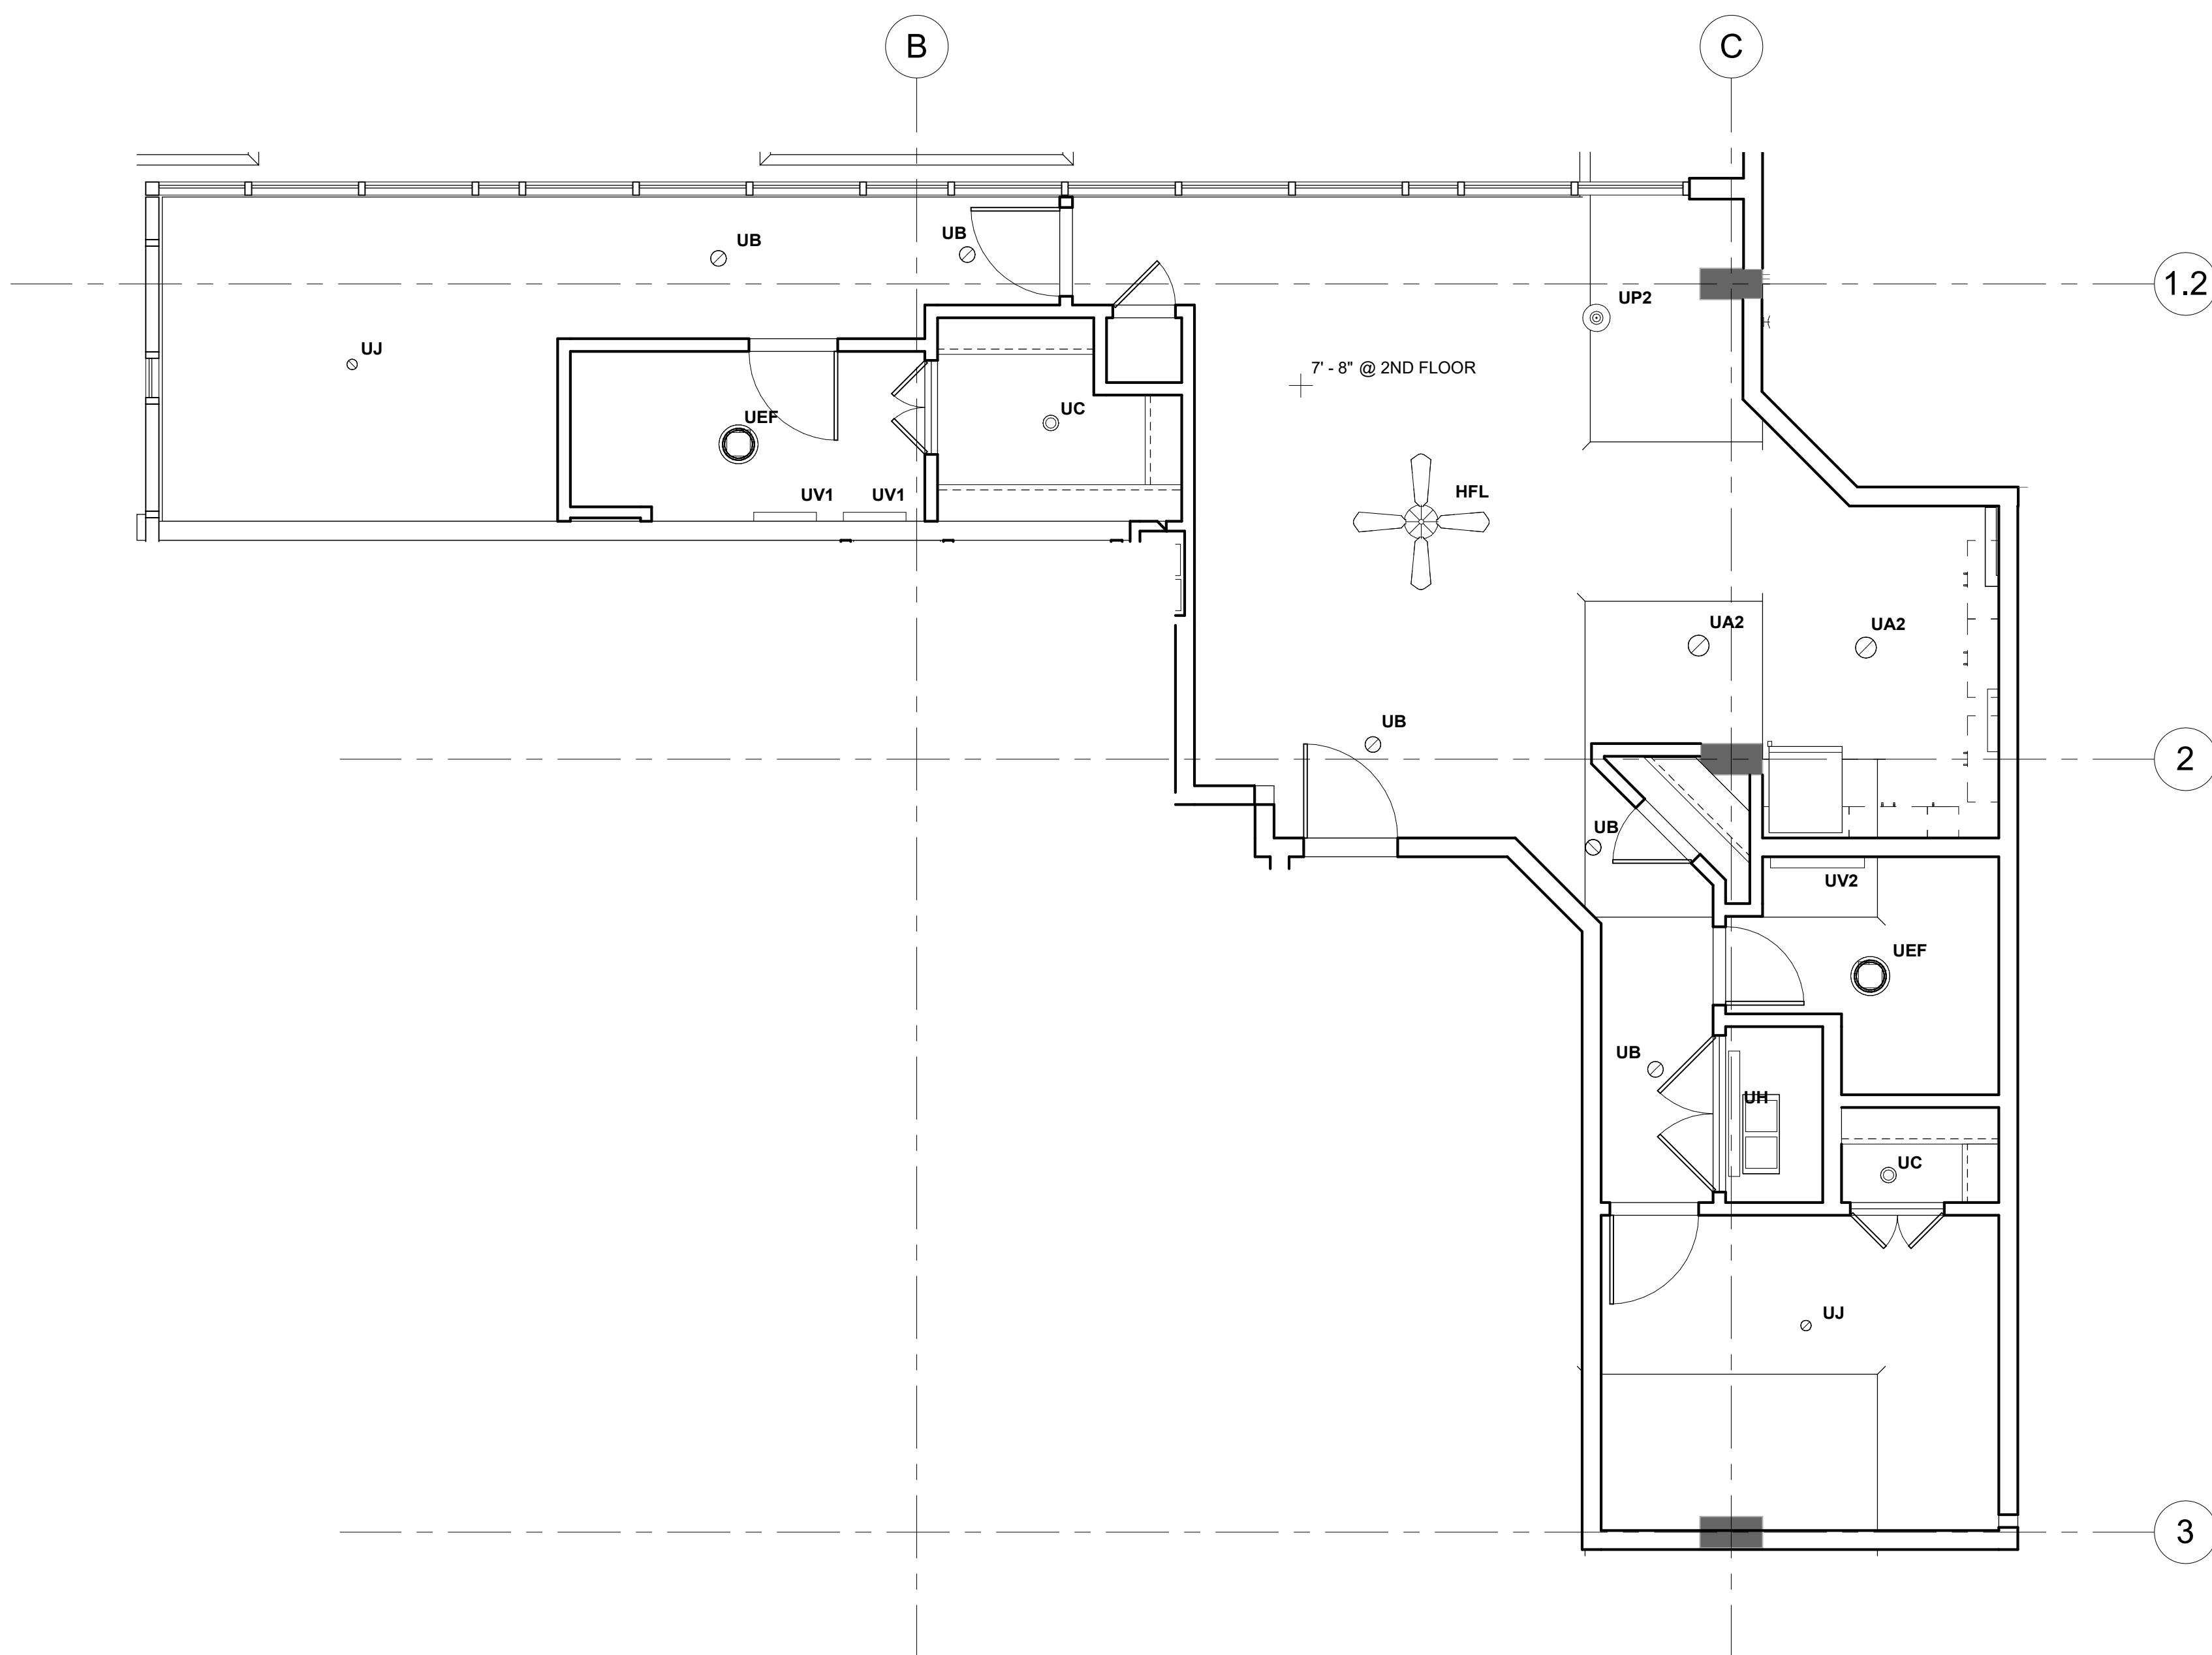 B
C
UB
UB
1.2
UP2
UJ
7' - 8" @ 2ND FLOOR
UC
UEF
HFL
UV1
UV1
UA2
UA2
UB
2
UB
UV2
UEF
UB
UH
UC
UJ
3